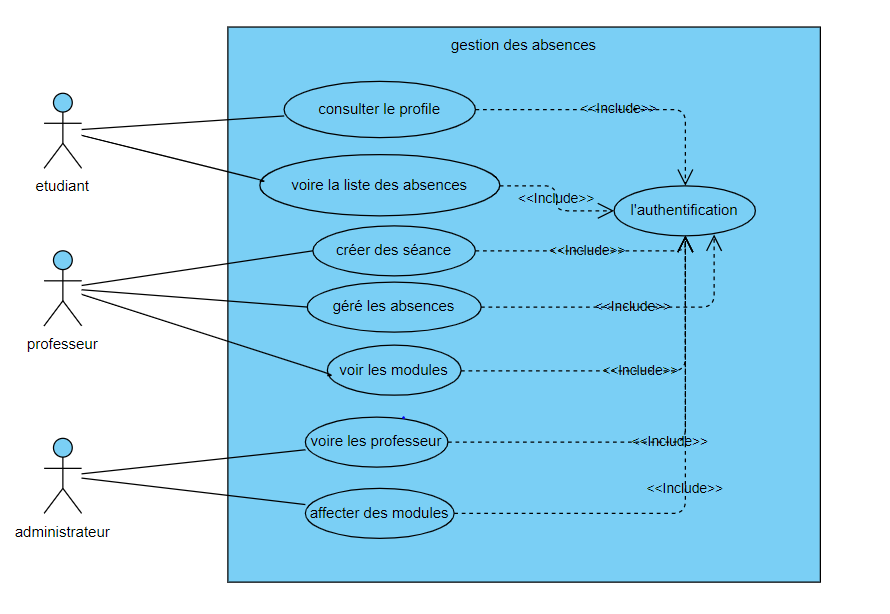 gestion des absences
consulter le profile
<<Include>>
etudiant
voire la liste des absences
<<Include>>
l'authentification
créer des séance
<<Include>>
géré les absences
<<Include>>
professeur
voir les modules
<<Include>>
voire les professeur
<<Include>>
<<Include>>
affecter des modules
administrateur